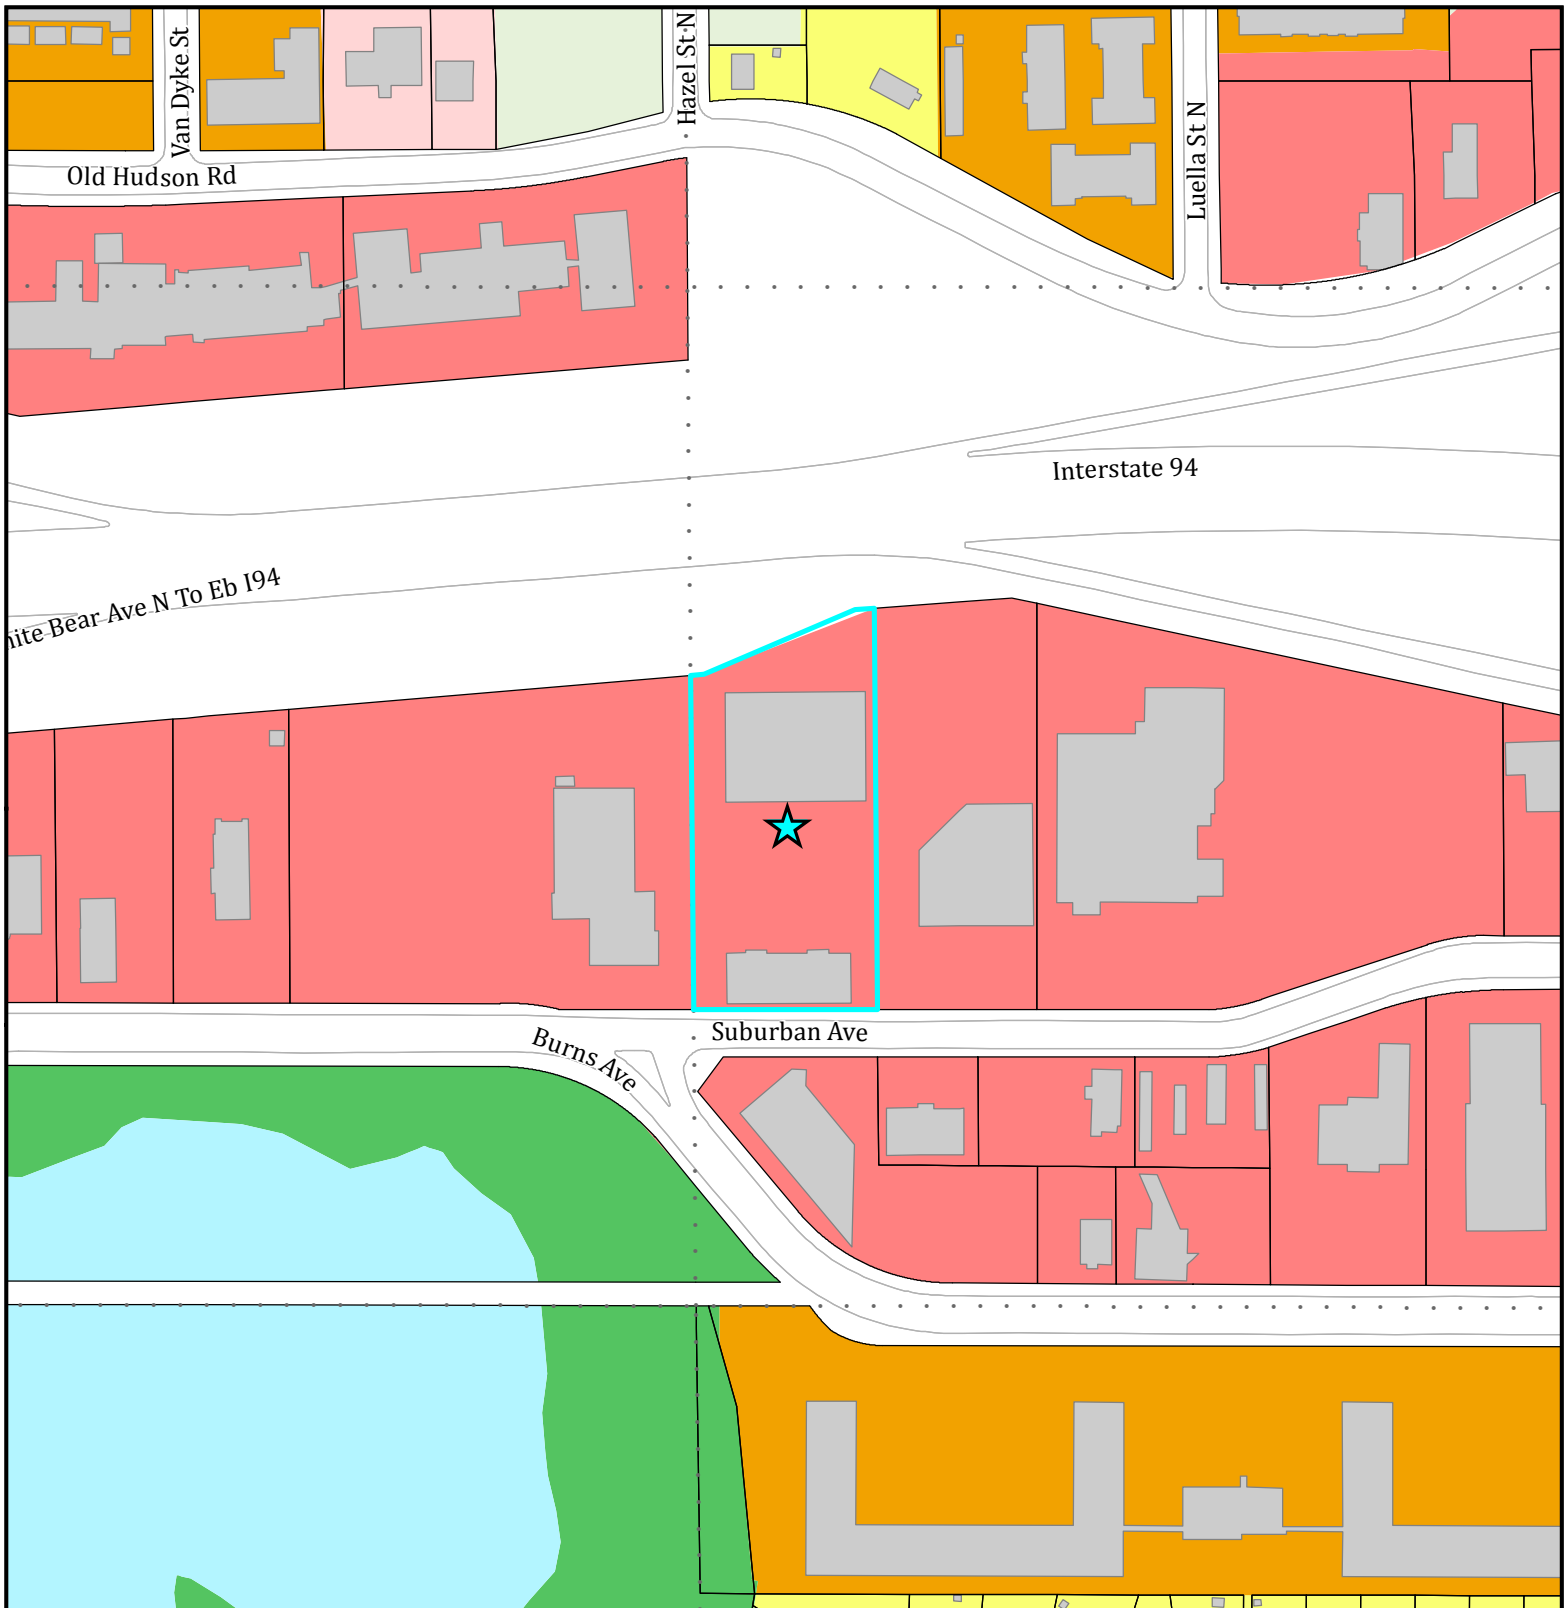 Van Dyke St
Hazel St N
Luella St N
Old Hudson Rd
Interstate 94
Bear Ave N To Eb I94
Suburban Ave
Burns Ave